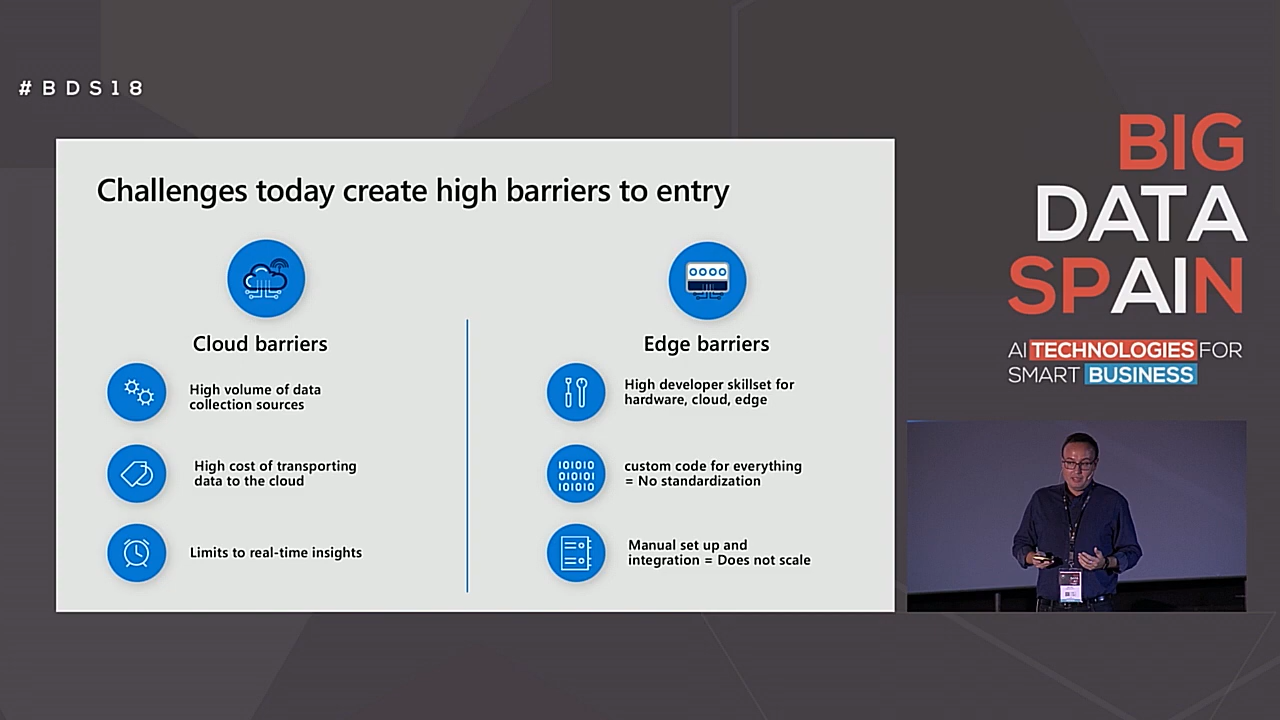 #BDS18
Challenges today create high barriers to entry
Cloud barriers
High volume of data
collection sources
High cost of transporting
data to the cloud
Limits to real-time insights
Edge barriers
High developer skillset for
hardware, cloud, edge
101010
010101
101010
custom code for everything
= No standardization
Manual set up and
integration = Does not scale
BIG
DATA
SPAIN
AI TECHNOLOGIES FOR
SMART BUSINESS